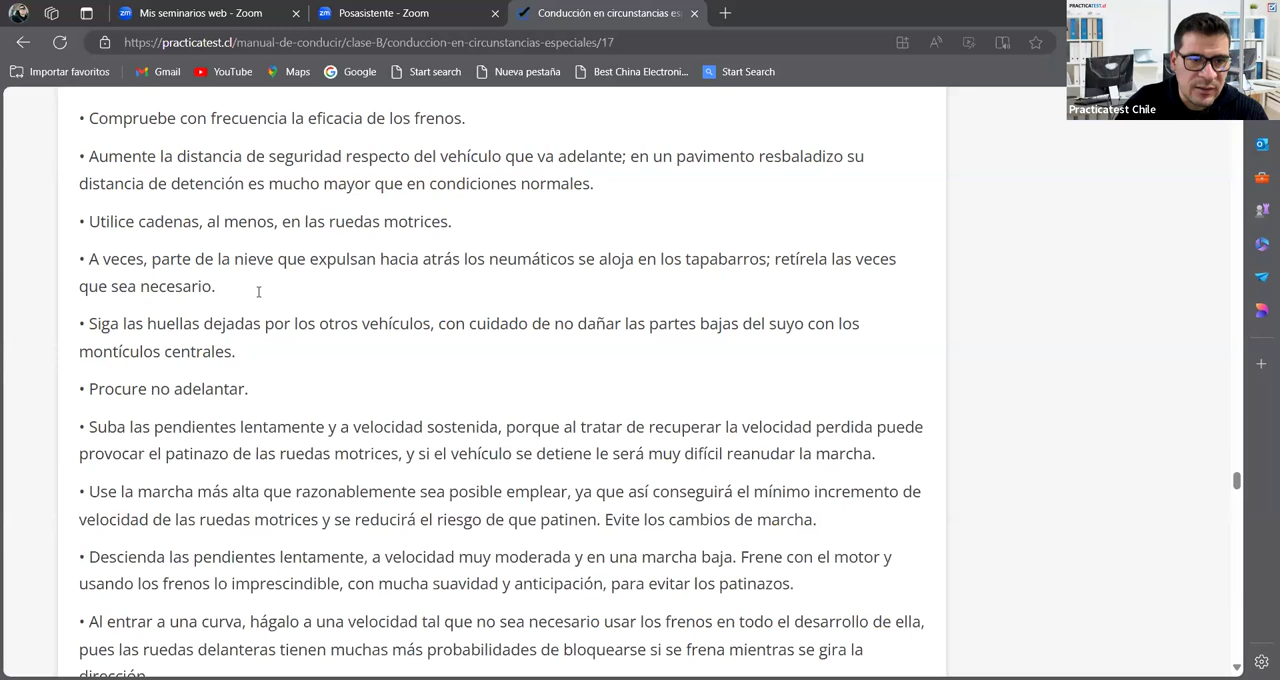 Mis seminarios web - Zoom
Posasistente - Zoom
Conducción en circunstancias es
https://practicatest.cl/manual-de-conducir/clase-B/conduccion-en-circunstancias-especiales/17
Importar favoritos
Gmail
YouTube
Maps
Google
Start search
Nueva pestaña
Best China Electroni...
Start Search
PRACTICATEST.cl
Practicatest Chile
• Compruebe con frecuencia la eficacia de los frenos.
• Aumente la distancia de seguridad respecto del vehículo que va adelante; en un pavimento resbaladizo su
distancia de detención es mucho mayor que en condiciones normales.
• Utilice cadenas, al menos, en las ruedas motrices.
• A veces, parte de la nieve que expulsan hacia atrás los neumáticos se aloja en los tapabarros; retírela las veces
que sea necesario.
• Siga las huellas dejadas por los otros vehículos, con cuidado de no dañar las partes bajas del suyo con los
montículos centrales.
• Procure no adelantar.
• Suba las pendientes lentamente y a velocidad sostenida, porque al tratar de recuperar la velocidad perdida puede
provocar el patinazo de las ruedas motrices, y si el vehículo se detiene le será muy difícil reanudar la marcha.
• Use la marcha más alta que razonablemente sea posible emplear, ya que así conseguirá el mínimo incremento de
velocidad de las ruedas motrices y se reducirá el riesgo de que patinen. Evite los cambios de marcha.
• Descienda las pendientes lentamente, a velocidad muy moderada y en una marcha baja. Frene con el motor y
usando los frenos lo imprescindible, con mucha suavidad y anticipación, para evitar los patinazos.
• Al entrar a una curva, hágalo a una velocidad tal que no sea necesario usar los frenos en todo el desarrollo de ella,
pues las ruedas delanteras tienen muchas más probabilidades de bloquearse si se frena mientras se gira la
dirección.